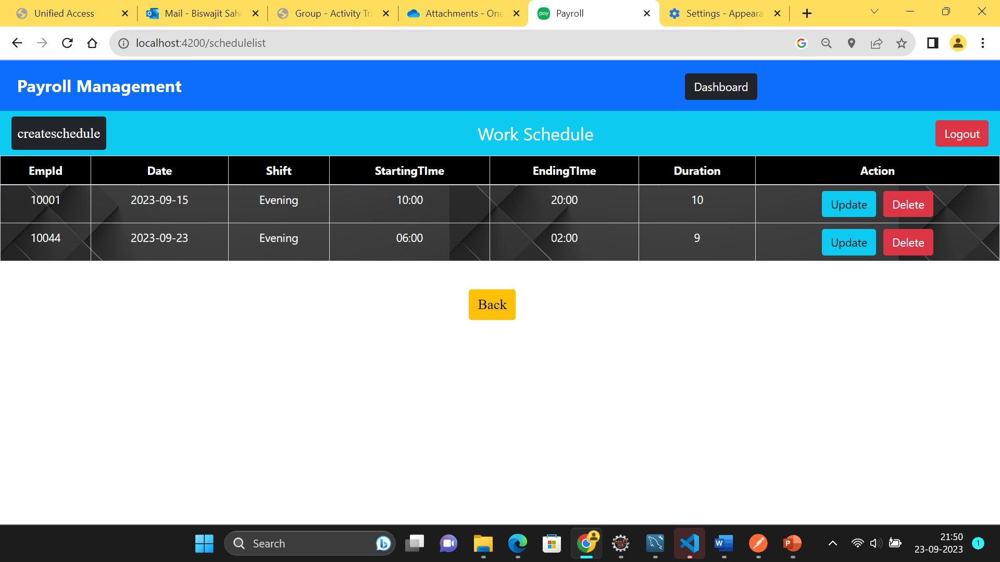 Unified Access
Mail - Biswajit Saho
Group - Activity Tra
Attachments - One
pay
Payroll
Settings - Appeara
localhost:4200/schedulelist
Payroll Management
Dashboard
createschedule
Work Schedule
Logout
EmpId Date Shift StartingTIme EndingTIme Duration Action
10001 2023-09-15 Evening 10:00 20:00 10 Update Delete
10044 2023-09-23 Evening 06:00 02:00 9 Update Delete
Back
Search
21:50
23-09-2023
1